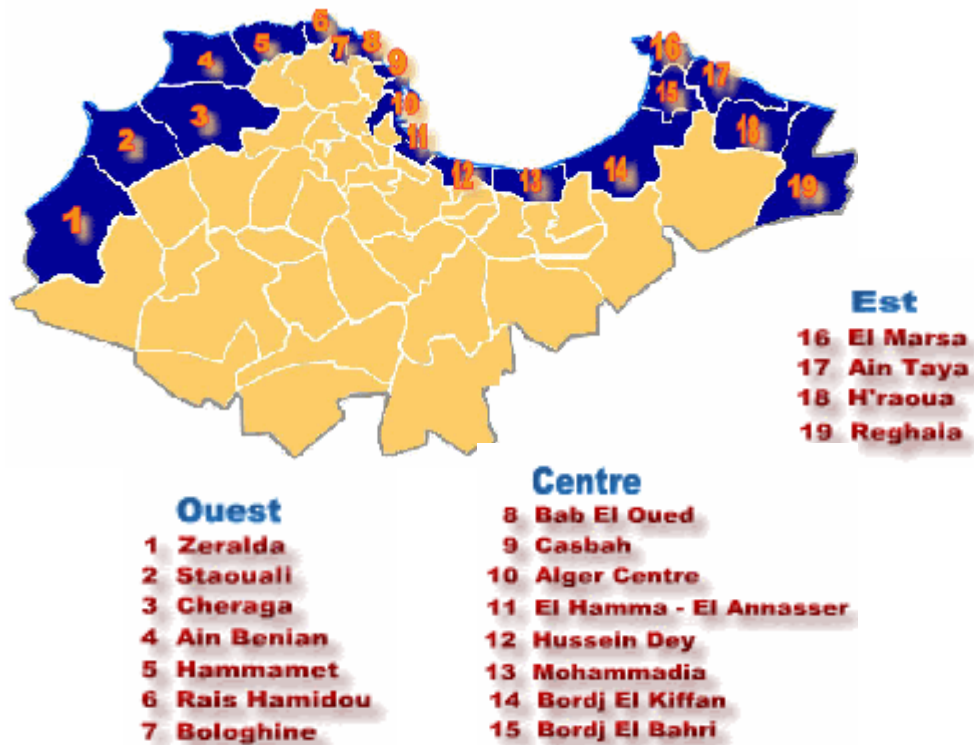 1
2
3
4
5
6
7
8
9
10
11
12
13
14
15
16
17
18
19
Est
16 El Marsa
17 Ain Taya
18 H'raoua
19 Reghaia
Ouest
1 Zeralda
2 Staouali
3 Cheraga
4 Ain Benian
5 Hammamet
6 Rais Hamidou
7 Bologhine
Centre
8 Bab El Oued
9 Casbah
10 Alger Centre
11 El Hamma - El Annasser
12 Hussein Dey
13 Mohammadia
14 Bordj El Kiffan
15 Bordj El Bahri